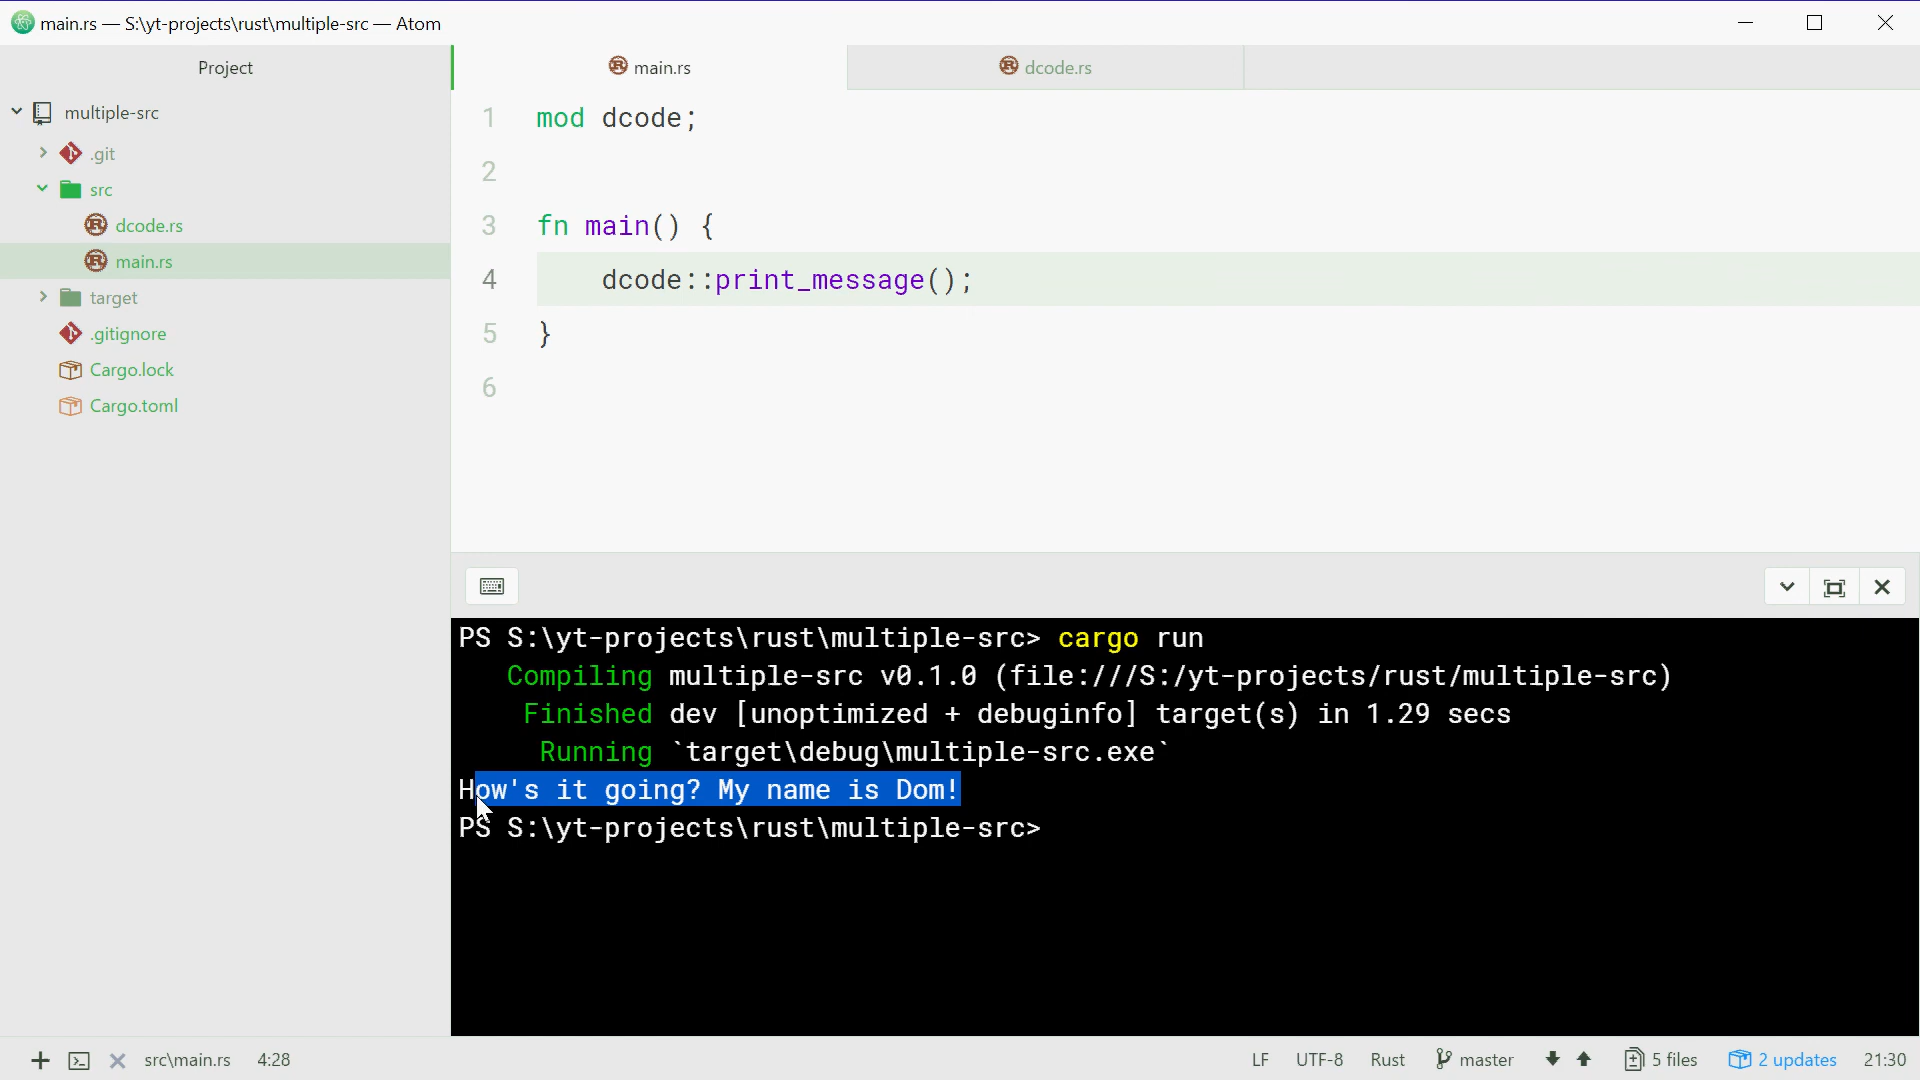 main.rs — S:\yt-projects\rust\multiple-src — Atom
Project
main.rs
dcode.rs
multiple-src
.git
src
dcode.rs
main.rs
target
.gitignore
Cargo.lock
Cargo.toml
1 mod dcode;
2
3 fn main() {
4     dcode::print_message();
5 }
6
PS S:\yt-projects\rust\multiple-src> cargo run
   Compiling multiple-src v0.1.0 (file:///S:/yt-projects/rust/multiple-src)
    Finished dev [unoptimized + debuginfo] target(s) in 1.29 secs
     Running `target\debug\multiple-src.exe`
How's it going? My name is Dom!
PS S:\yt-projects\rust\multiple-src>
src\main.rs 4:28 LF UTF-8 Rust master 5 files 2 updates 21:30